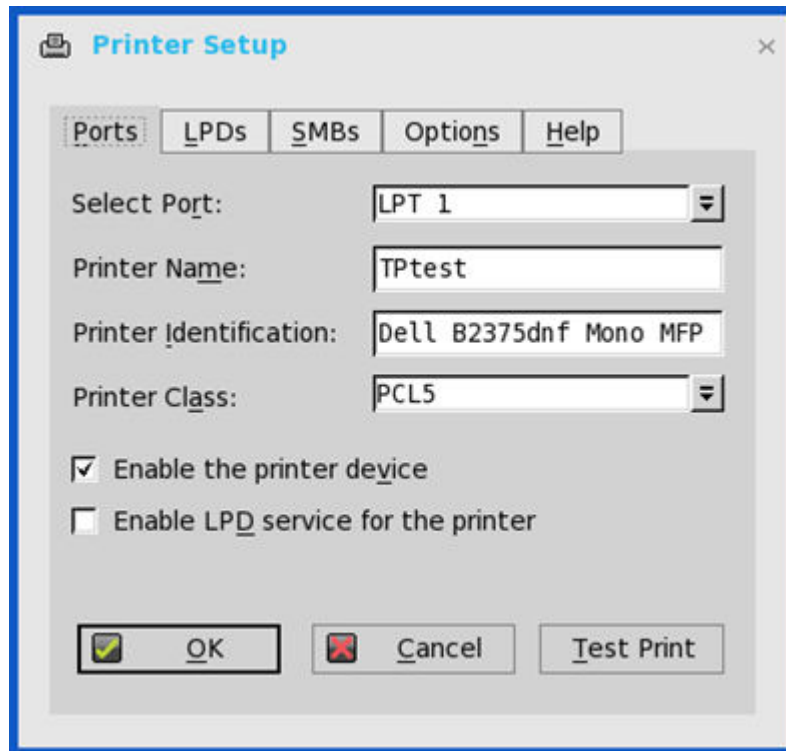 Printer Setup
Ports LPDs SMBs Options Help
Select Port: LPT 1
Printer Name: TPtest
Printer Identification: Dell B2375dnf Mono MFP
Printer Class: PCL5
Enable the printer device
Enable LPD service for the printer
OK Cancel Test Print